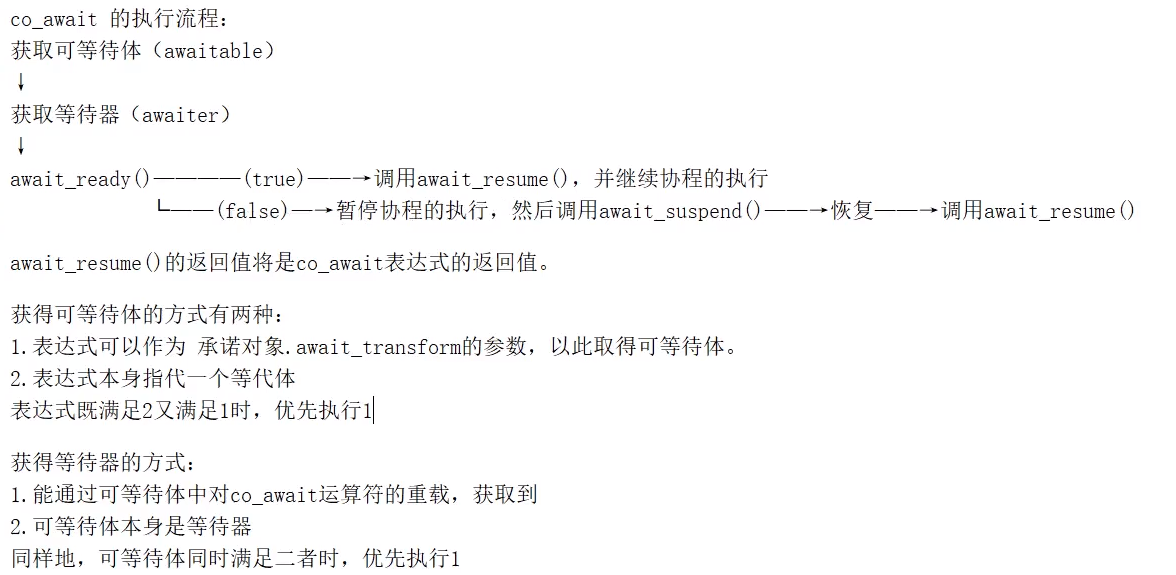 co_await 的执行流程：
获取可等待体（awaitable）
↓
获取等待器（awaiter）
↓
await_ready()————(true)——→调用await_resume()，并继续协程的执行
┗——(false)—→暂停协程的执行，然后调用await_suspend()——→恢复——→调用await_resume()
await_resume()的返回值将是co_await表达式的返回值。
获得可等待体的方式有两种：
1.表达式可以作为 承诺对象.await_transform的参数，以此取得可等待体。
2.表达式本身指代一个等代体
表达式既满足2又满足1时，优先执行1
获得等待器的方式：
1.能通过可等待体中对co_await运算符的重载，获取到
2.可等待体本身是等待器
同样地，可等待体同时满足二者时，优先执行1